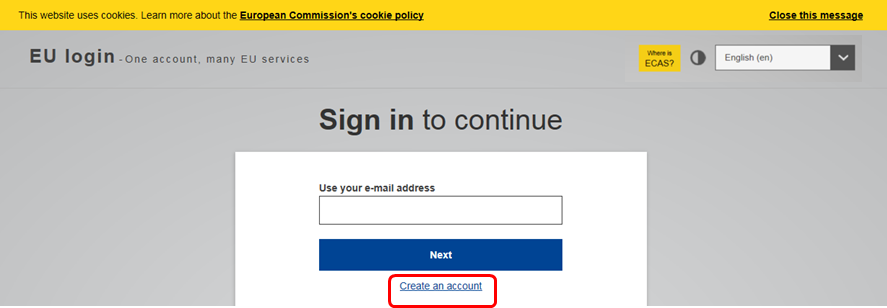 This website uses cookies. Learn more about the European Commission's cookie policy Close this message
EU login - One account, many EU services
Where is
ECAS?
English (en)
Sign in to continue
Use your e-mail address
Next
Create an account